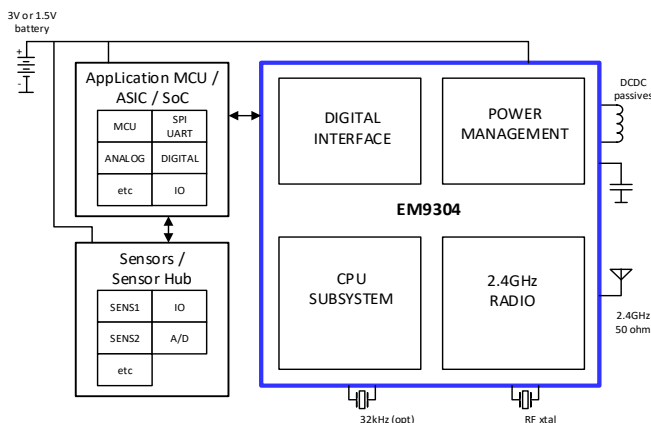 3V or 1.5V
battery
+
-
AppLication MCU /
ASIC / SoC
MCU
SPI
UART
ANALOG
DIGITAL
etc
IO
Sensors /
Sensor Hub
SENS1
IO
SENS2
A/D
etc
DIGITAL
INTERFACE
POWER
MANAGEMENT
EM9304
CPU
SUBSYSTEM
2.4GHz
RADIO
DCDC
passives
2.4GHz
50 ohm
32kHz (opt)
RF xtal